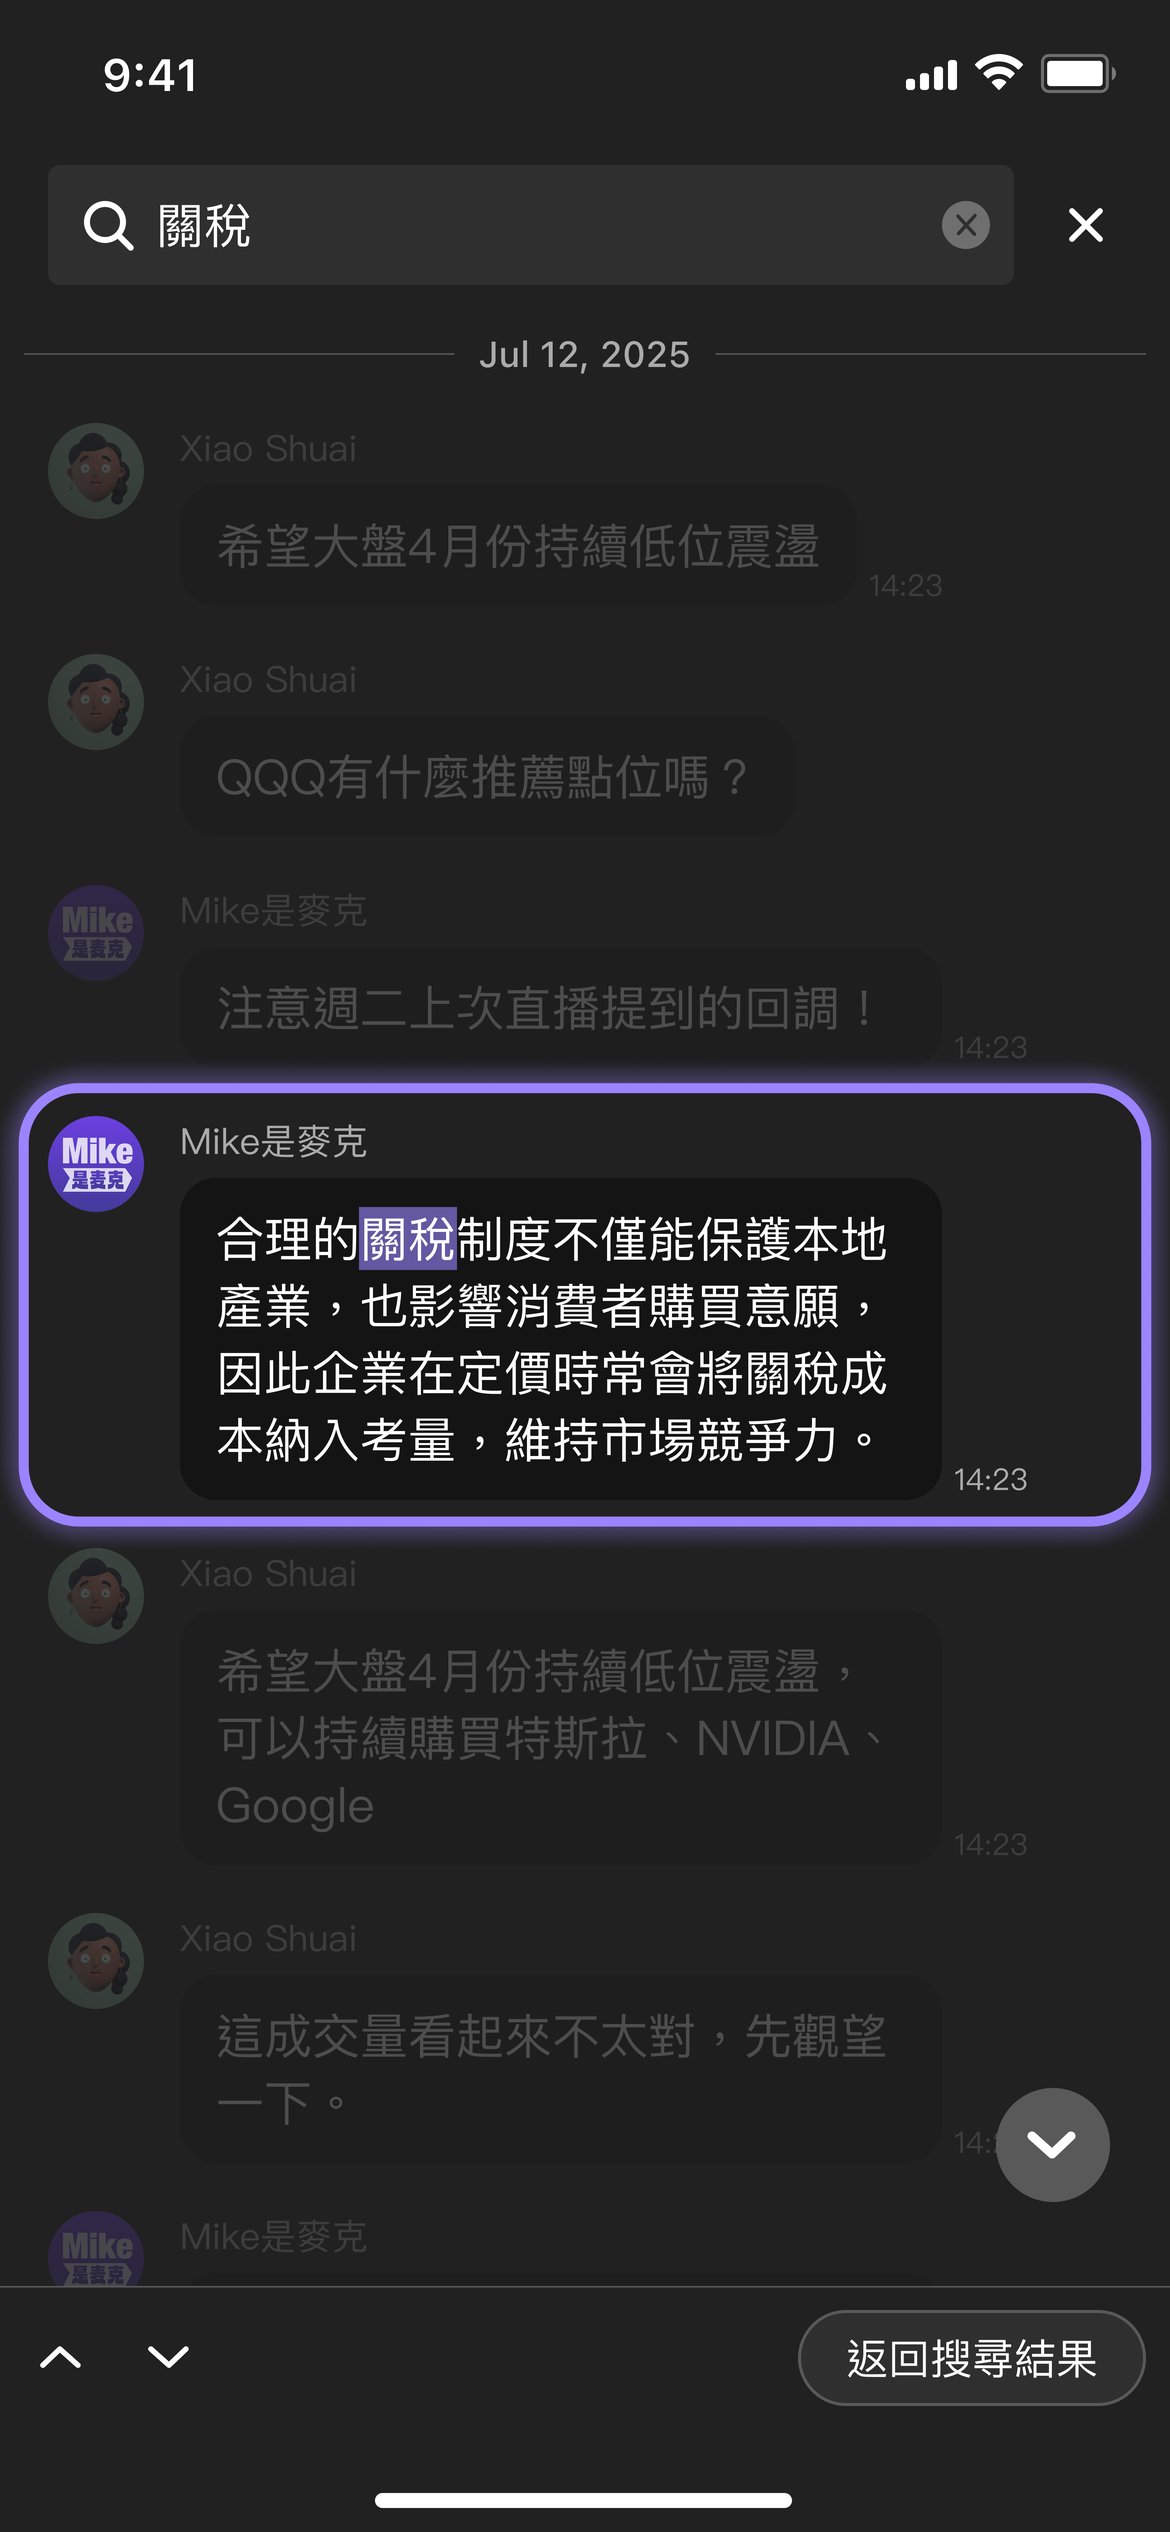 9:41
關稅
Jul 12, 2025
Xiao Shuai
希望大盤4月份持續低位震盪
14:23
Xiao Shuai
QQQ有什麼推薦點位嗎？
Mike
是麦克
Mike是麥克
注意週二上次直播提到的回調！
14:23
Mike
是麦克
Mike是麥克
合理的關稅制度不僅能保護本地
產業，也影響消費者購買意願，
因此企業在定價時常會將關稅成
本納入考量，維持市場競爭力。
14:23
Xiao Shuai
希望大盤4月份持續低位震盪，
可以持續購買特斯拉、NVIDIA、
Google
14:23
Xiao Shuai
這成交量看起來不太對，先觀望
一下。
14:
Mike
是麦克
Mike是麥克
返回搜尋結果